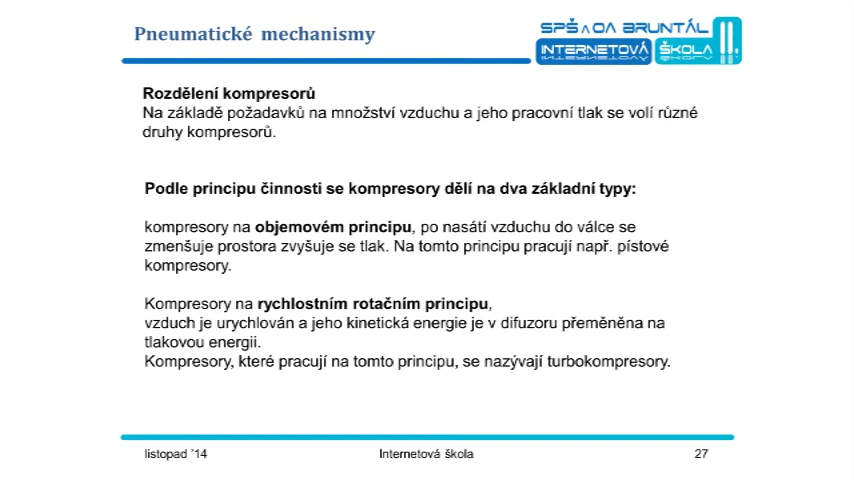 Pneumatické mechanismy
SPŠ A OA BRUNTÁL
INTERNETOVÁ ŠKOLA
Rozdělení kompresorů
Na základě požadavků na množství vzduchu a jeho pracovní tlak se volí různé
druhy kompresorů.
Podle principu činnosti se kompresory dělí na dva základní typy:
kompresory na objemovém principu, po nasátí vzduchu do válce se
zmenšuje prostora zvyšuje se tlak. Na tomto principu pracují např. pístové
kompresory.
Kompresory na rychlostním rotačním principu,
vzduch je urychlován a jeho kinetická energie je v difuzoru přeměněna na
tlakovou energii.
Kompresory, které pracují na tomto principu, se nazývají turbokompresory.
listopad '14
Internetová škola
27